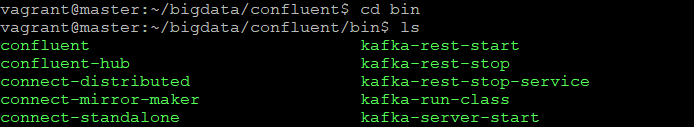 vagrant@master:~/bigdata/confluent$ cd bin
vagrant@master:~/bigdata/confluent/bin$ ls
confluent kafka-rest-start
confluent-hub kafka-rest-stop
connect-distributed kafka-rest-stop-service
connect-mirror-maker kafka-run-class
connect-standalone kafka-server-start